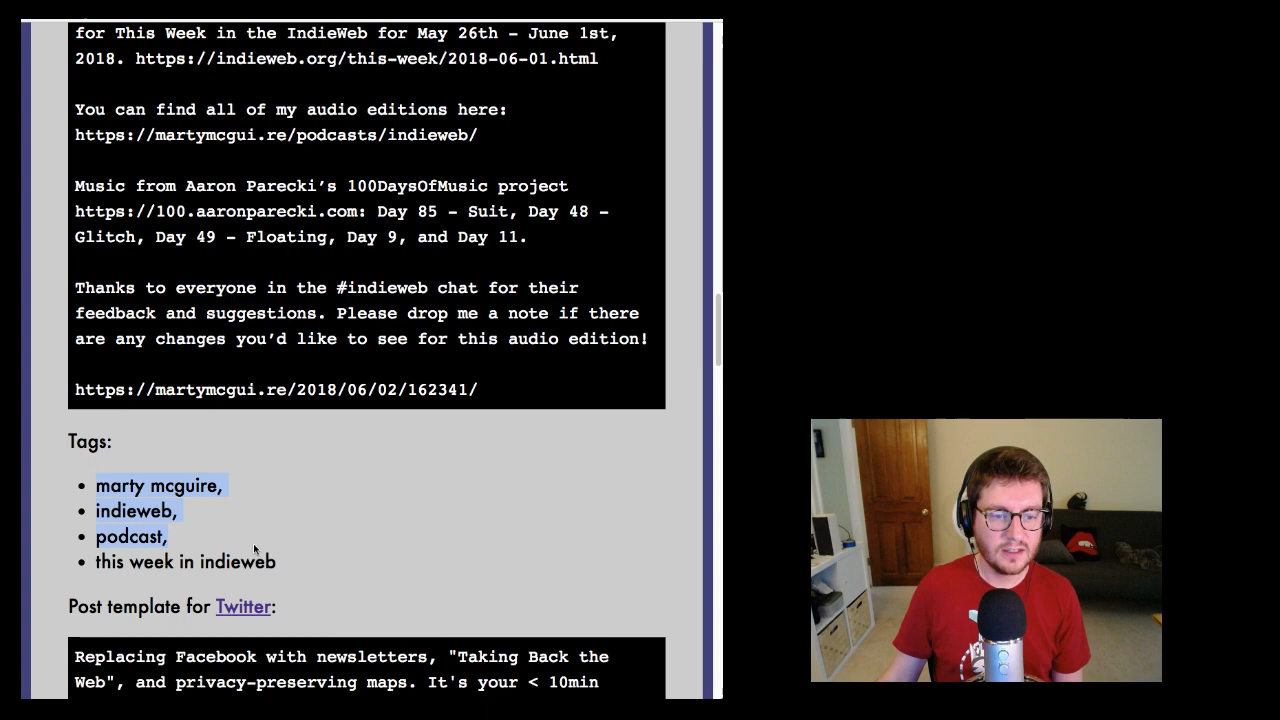 for This Week in the IndieWeb for May 26th – June 1st,
2018. https://indieweb.org/this-week/2018-06-01.html
You can find all of my audio editions here:
https://martymcgui.re/podcasts/indieweb/
Music from Aaron Parecki’s 100DaysOfMusic project
https://100.aaronparecki.com: Day 85 – Suit, Day 48 –
Glitch, Day 49 – Floating, Day 9, and Day 11.
Thanks to everyone in the #indieweb chat for their
feedback and suggestions. Please drop me a note if there
are any changes you’d like to see for this audio edition!
https://martymcgui.re/2018/06/02/162341/
Tags:
• marty mcguire,
• indieweb,
• podcast,
• this week in indieweb
Post template for Twitter:
Replacing Facebook with newsletters, "Taking Back the
Web", and privacy-preserving maps. It's your < 10min